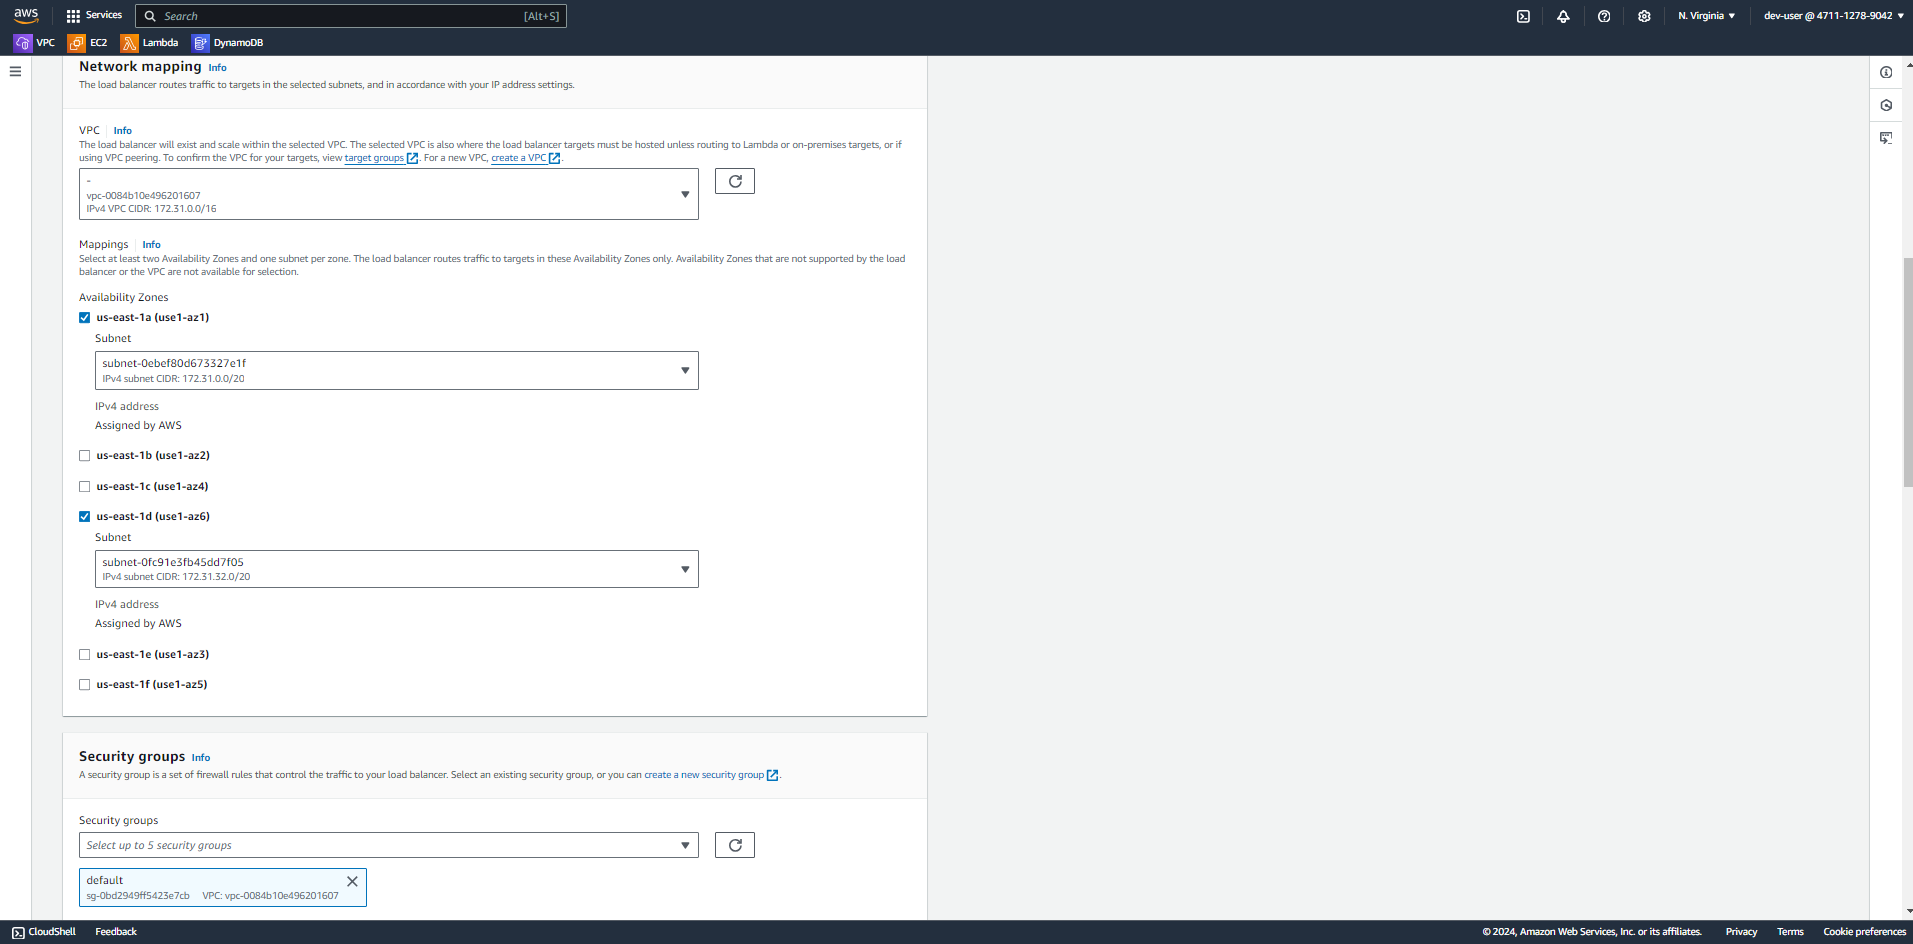 aws
Services
Search
[Alt+S]
N. Virginia
dev-user @ 4711-1278-9042
VPC
EC2
Lambda
DynamoDB
Network mapping Info
The load balancer routes traffic to targets in the selected subnets, and in accordance with your IP address settings.
VPC Info
The load balancer will exist and scale within the selected VPC. The selected VPC is also where the load balancer targets must be hosted unless routing to Lambda or on-premises targets, or if
using VPC peering. To confirm the VPC for your targets, view target groups. For a new VPC, create a VPC.
-
vpc-0084b10e496201607
IPv4 VPC CIDR: 172.31.0.0/16
Mappings Info
Select at least two Availability Zones and one subnet per zone. The load balancer routes traffic to targets in these Availability Zones only. Availability Zones that are not supported by the load
balancer or the VPC are not available for selection.
Availability Zones
us-east-1a (use1-az1)
Subnet
subnet-0ebef80d673327e1f
IPv4 subnet CIDR: 172.31.0.0/20
IPv4 address
Assigned by AWS
us-east-1b (use1-az2)
us-east-1c (use1-az4)
us-east-1d (use1-az6)
Subnet
subnet-0fc91e3fb45dd7f05
IPv4 subnet CIDR: 172.31.32.0/20
IPv4 address
Assigned by AWS
us-east-1e (use1-az3)
us-east-1f (use1-az5)
Security groups Info
A security group is a set of firewall rules that control the traffic to your load balancer. Select an existing security group, or you can create a new security group.
Security groups
Select up to 5 security groups
default
sg-0bd2949ff5423e7cb VPC: vpc-0084b10e496201607
CloudShell
Feedback
© 2024, Amazon Web Services, Inc. or its affiliates.
Privacy
Terms
Cookie preferences